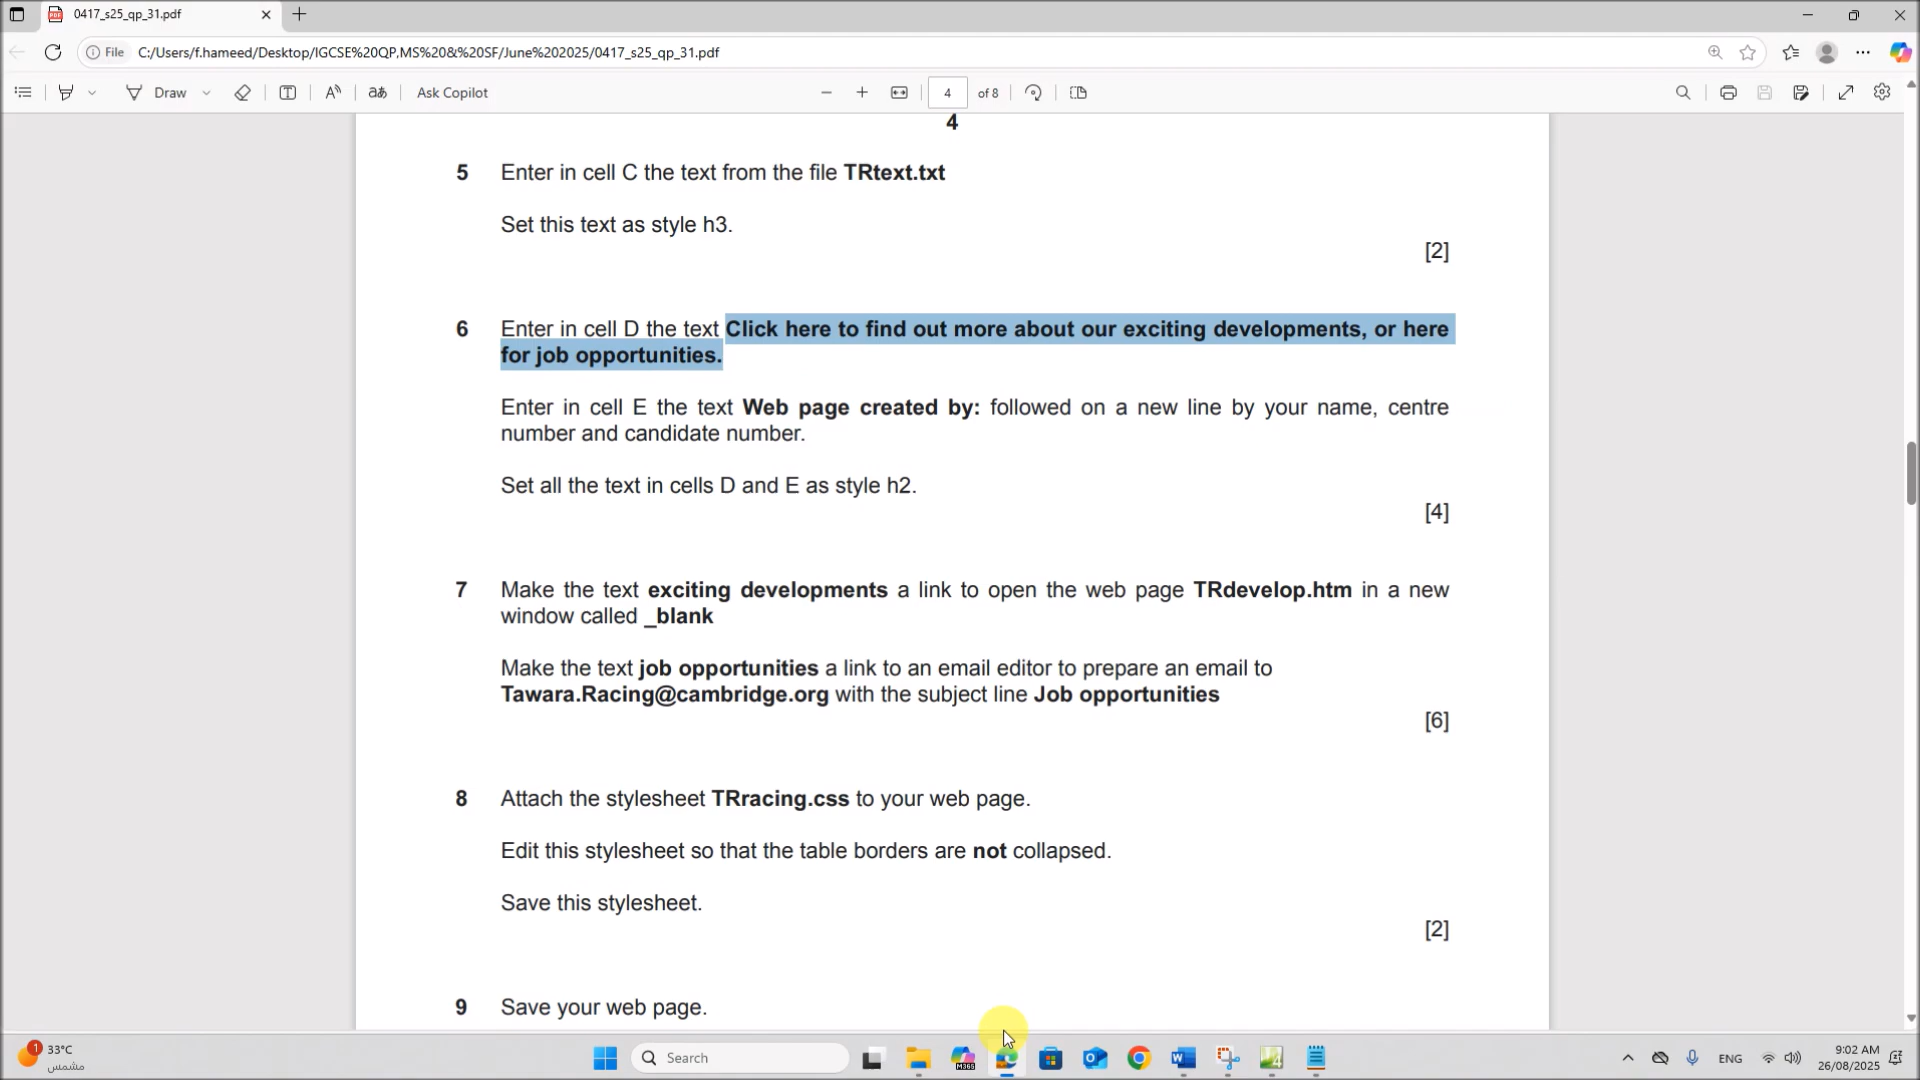 0417_s25_qp_31.pdf
File C:/Users/f.hameed/Desktop/IGCSE%20QP,MS%20&%20SF/June%202025/0417_s25_qp_31.pdf
Draw aあ Ask Copilot 4 of 8
4
5 Enter in cell C the text from the file TRtext.txt
Set this text as style h3.
[2]
6 Enter in cell D the text Click here to find out more about our exciting developments, or here
for job opportunities.
Enter in cell E the text Web page created by: followed on a new line by your name, centre
number and candidate number.
Set all the text in cells D and E as style h2.
[4]
7 Make the text exciting developments a link to open the web page TRdevelop.htm in a new
window called _blank
Make the text job opportunities a link to an email editor to prepare an email to
Tawara.Racing@cambridge.org with the subject line Job opportunities
[6]
8 Attach the stylesheet TRracing.css to your web page.
Edit this stylesheet so that the table borders are not collapsed.
Save this stylesheet.
[2]
9 Save your web page.
1 33°C
مشمس
Search
M365
ENG
9:02 AM
26/08/2025